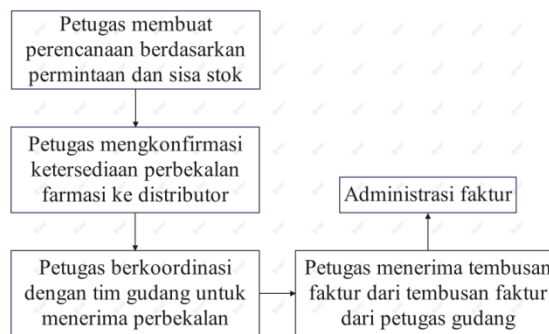 Petugas membuat
perencanaan berdasarkan
permintaan dan sisa stok
Petugas mengkonfirmasi
ketersediaan perbekalan
farmasi ke distributor
Petugas berkoordinasi
dengan tim gudang untuk
menerima perbekalan
Petugas menerima tembusan
faktur dari tembusan faktur
dari petugas gudang
Administrasi faktur